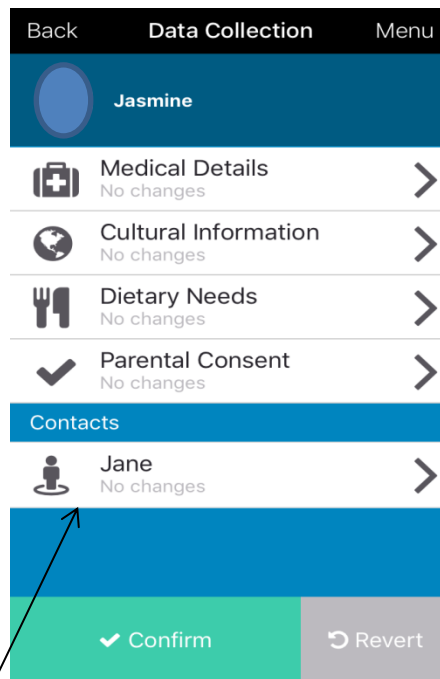 Back Data Collection Menu
Jasmine
Medical Details
No changes
Cultural Information
No changes
Dietary Needs
No changes
Parental Consent
No changes
Contacts
Jane
No changes
Confirm Revert